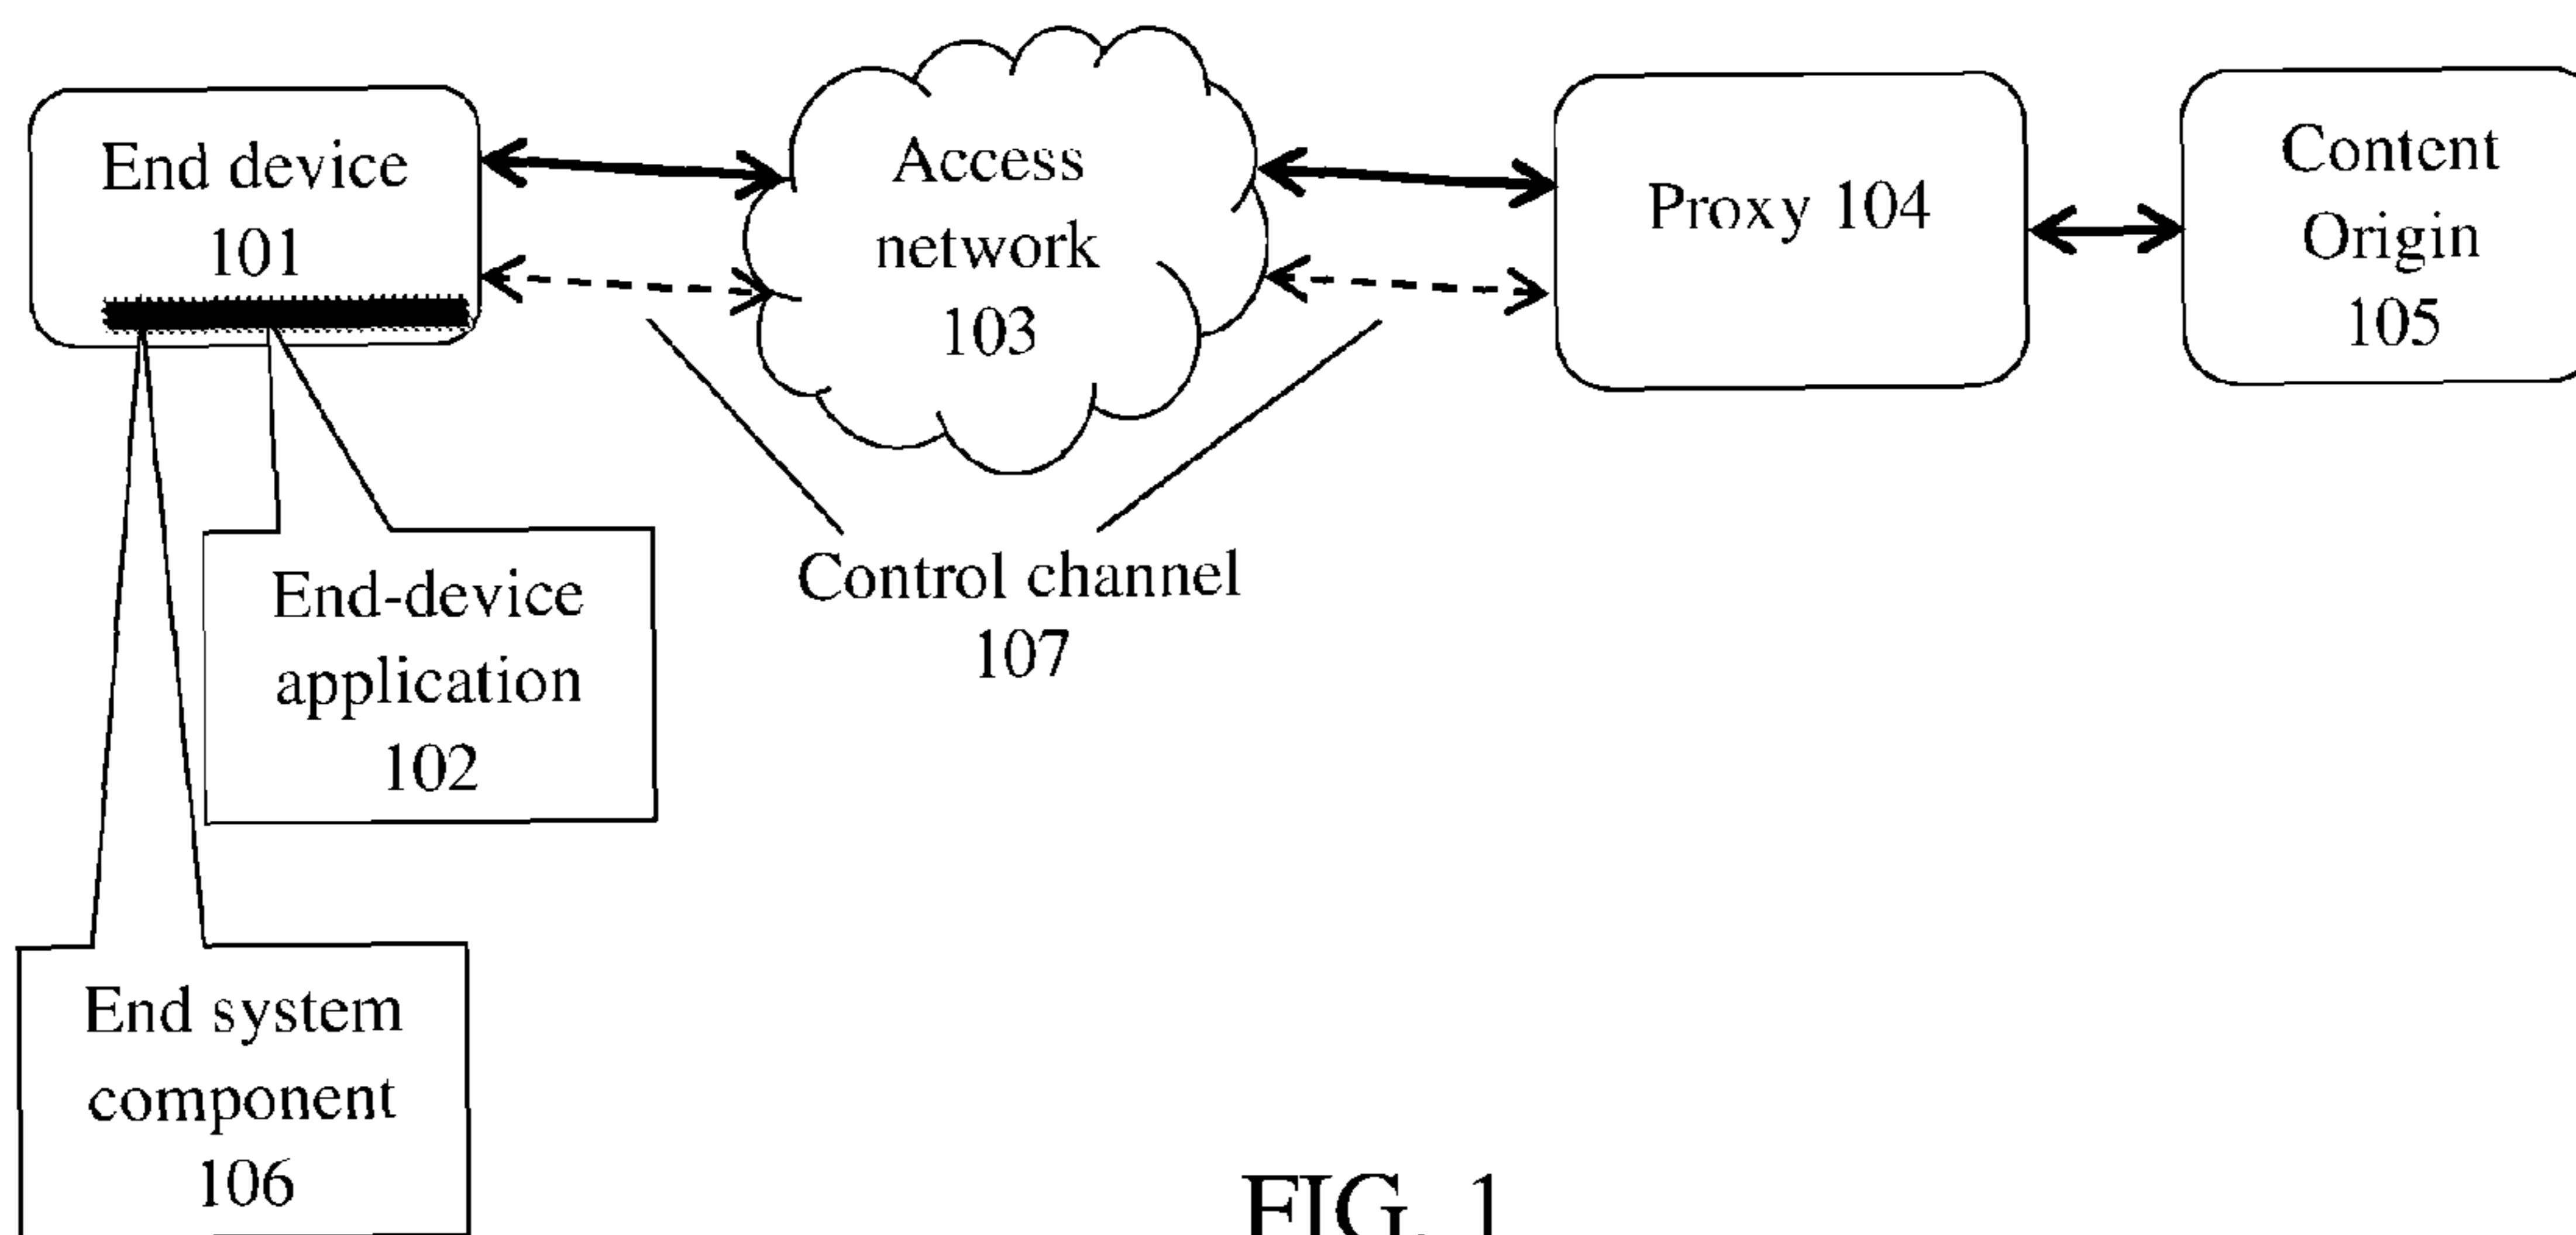 End device
101
Access
network
103
Proxy 104
Content
Origin
105
End-device
application
102
Control channel
107
End system
component
106
FIG. 1